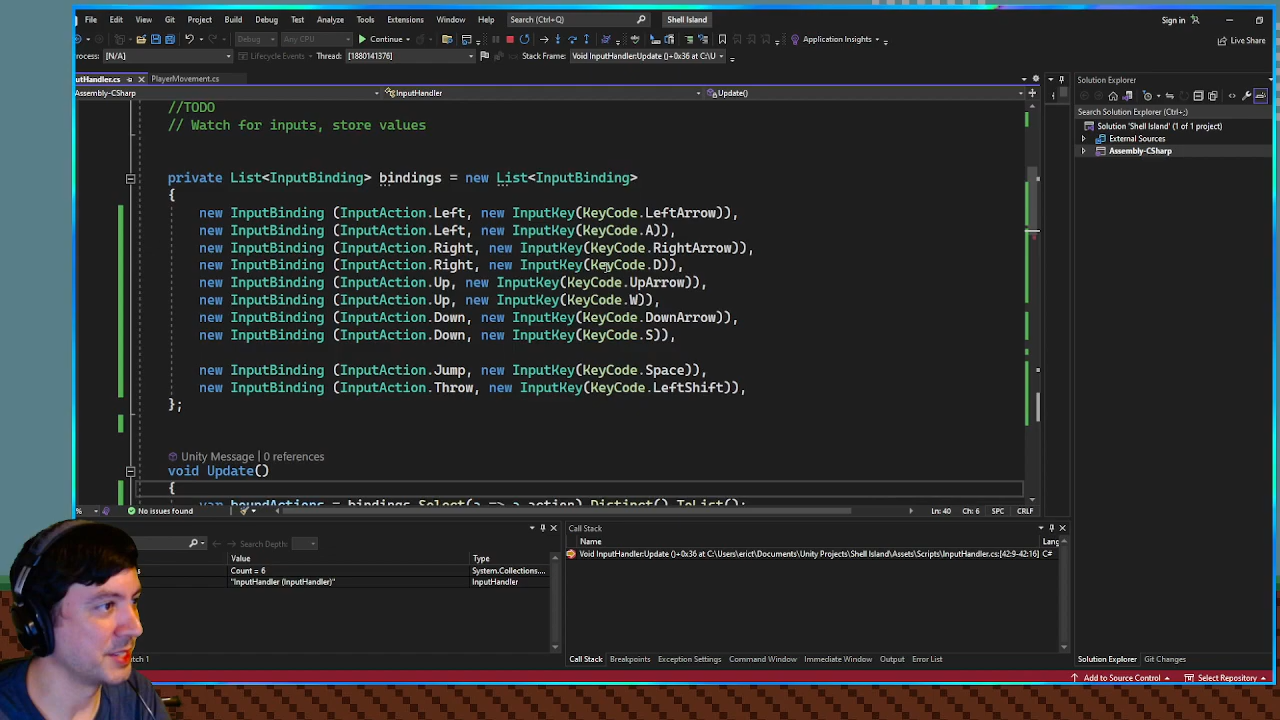 File Edit View Git Project Build Debug Test Analyze Tools Extensions Window Help Search (Ctrl+Q) Shell Island Sign in
Debug Any CPU Continue Application Insights Live Share
[N/A] Lifecycle Events Thread: [1880141376] Stack Frame: Void InputHandler:Update ()+0x36 at C:\U
PlayerMovement.cs Solution Explorer
Assembly-CSharp InputHandler Update()
Search Solution Explorer (Ctrl+;)
Solution 'Shell Island' (1 of 1 project)
External Sources
Assembly-CSharp
//TODO
// Watch for inputs, store values
private List<InputBinding> bindings = new List<InputBinding>
{
new InputBinding (InputAction.Left, new InputKey(KeyCode.LeftArrow)),
new InputBinding (InputAction.Left, new InputKey(KeyCode.A)),
new InputBinding (InputAction.Right, new InputKey(KeyCode.RightArrow)),
new InputBinding (InputAction.Right, new InputKey(KeyCode.D)),
new InputBinding (InputAction.Up, new InputKey(KeyCode.UpArrow)),
new InputBinding (InputAction.Up, new InputKey(KeyCode.W)),
new InputBinding (InputAction.Down, new InputKey(KeyCode.DownArrow)),
new InputBinding (InputAction.Down, new InputKey(KeyCode.S)),
new InputBinding (InputAction.Jump, new InputKey(KeyCode.Space)),
new InputBinding (InputAction.Throw, new InputKey(KeyCode.LeftShift)),
};
Unity Message | 0 references
void Update()
{
var boundActions = bindings.Select(a => a.action).Distinct().ToList();
No issues found Ln: 40 Ch: 6 SPC CRLF
Search Depth:
Value Type
Count = 6 System.Collections....
"InputHandler (InputHandler)" InputHandler
Call Stack
Name Lang
Void InputHandler:Update ()+0x36 at C:\Users\erict\Documents\Unity Projects\Shell Island\Assets\Scripts\InputHandler.cs:[42:9-42:16] C#
Call Stack Breakpoints Exception Settings Command Window Immediate Window Output Error List
Solution Explorer Git Changes
Add to Source Control Select Repository